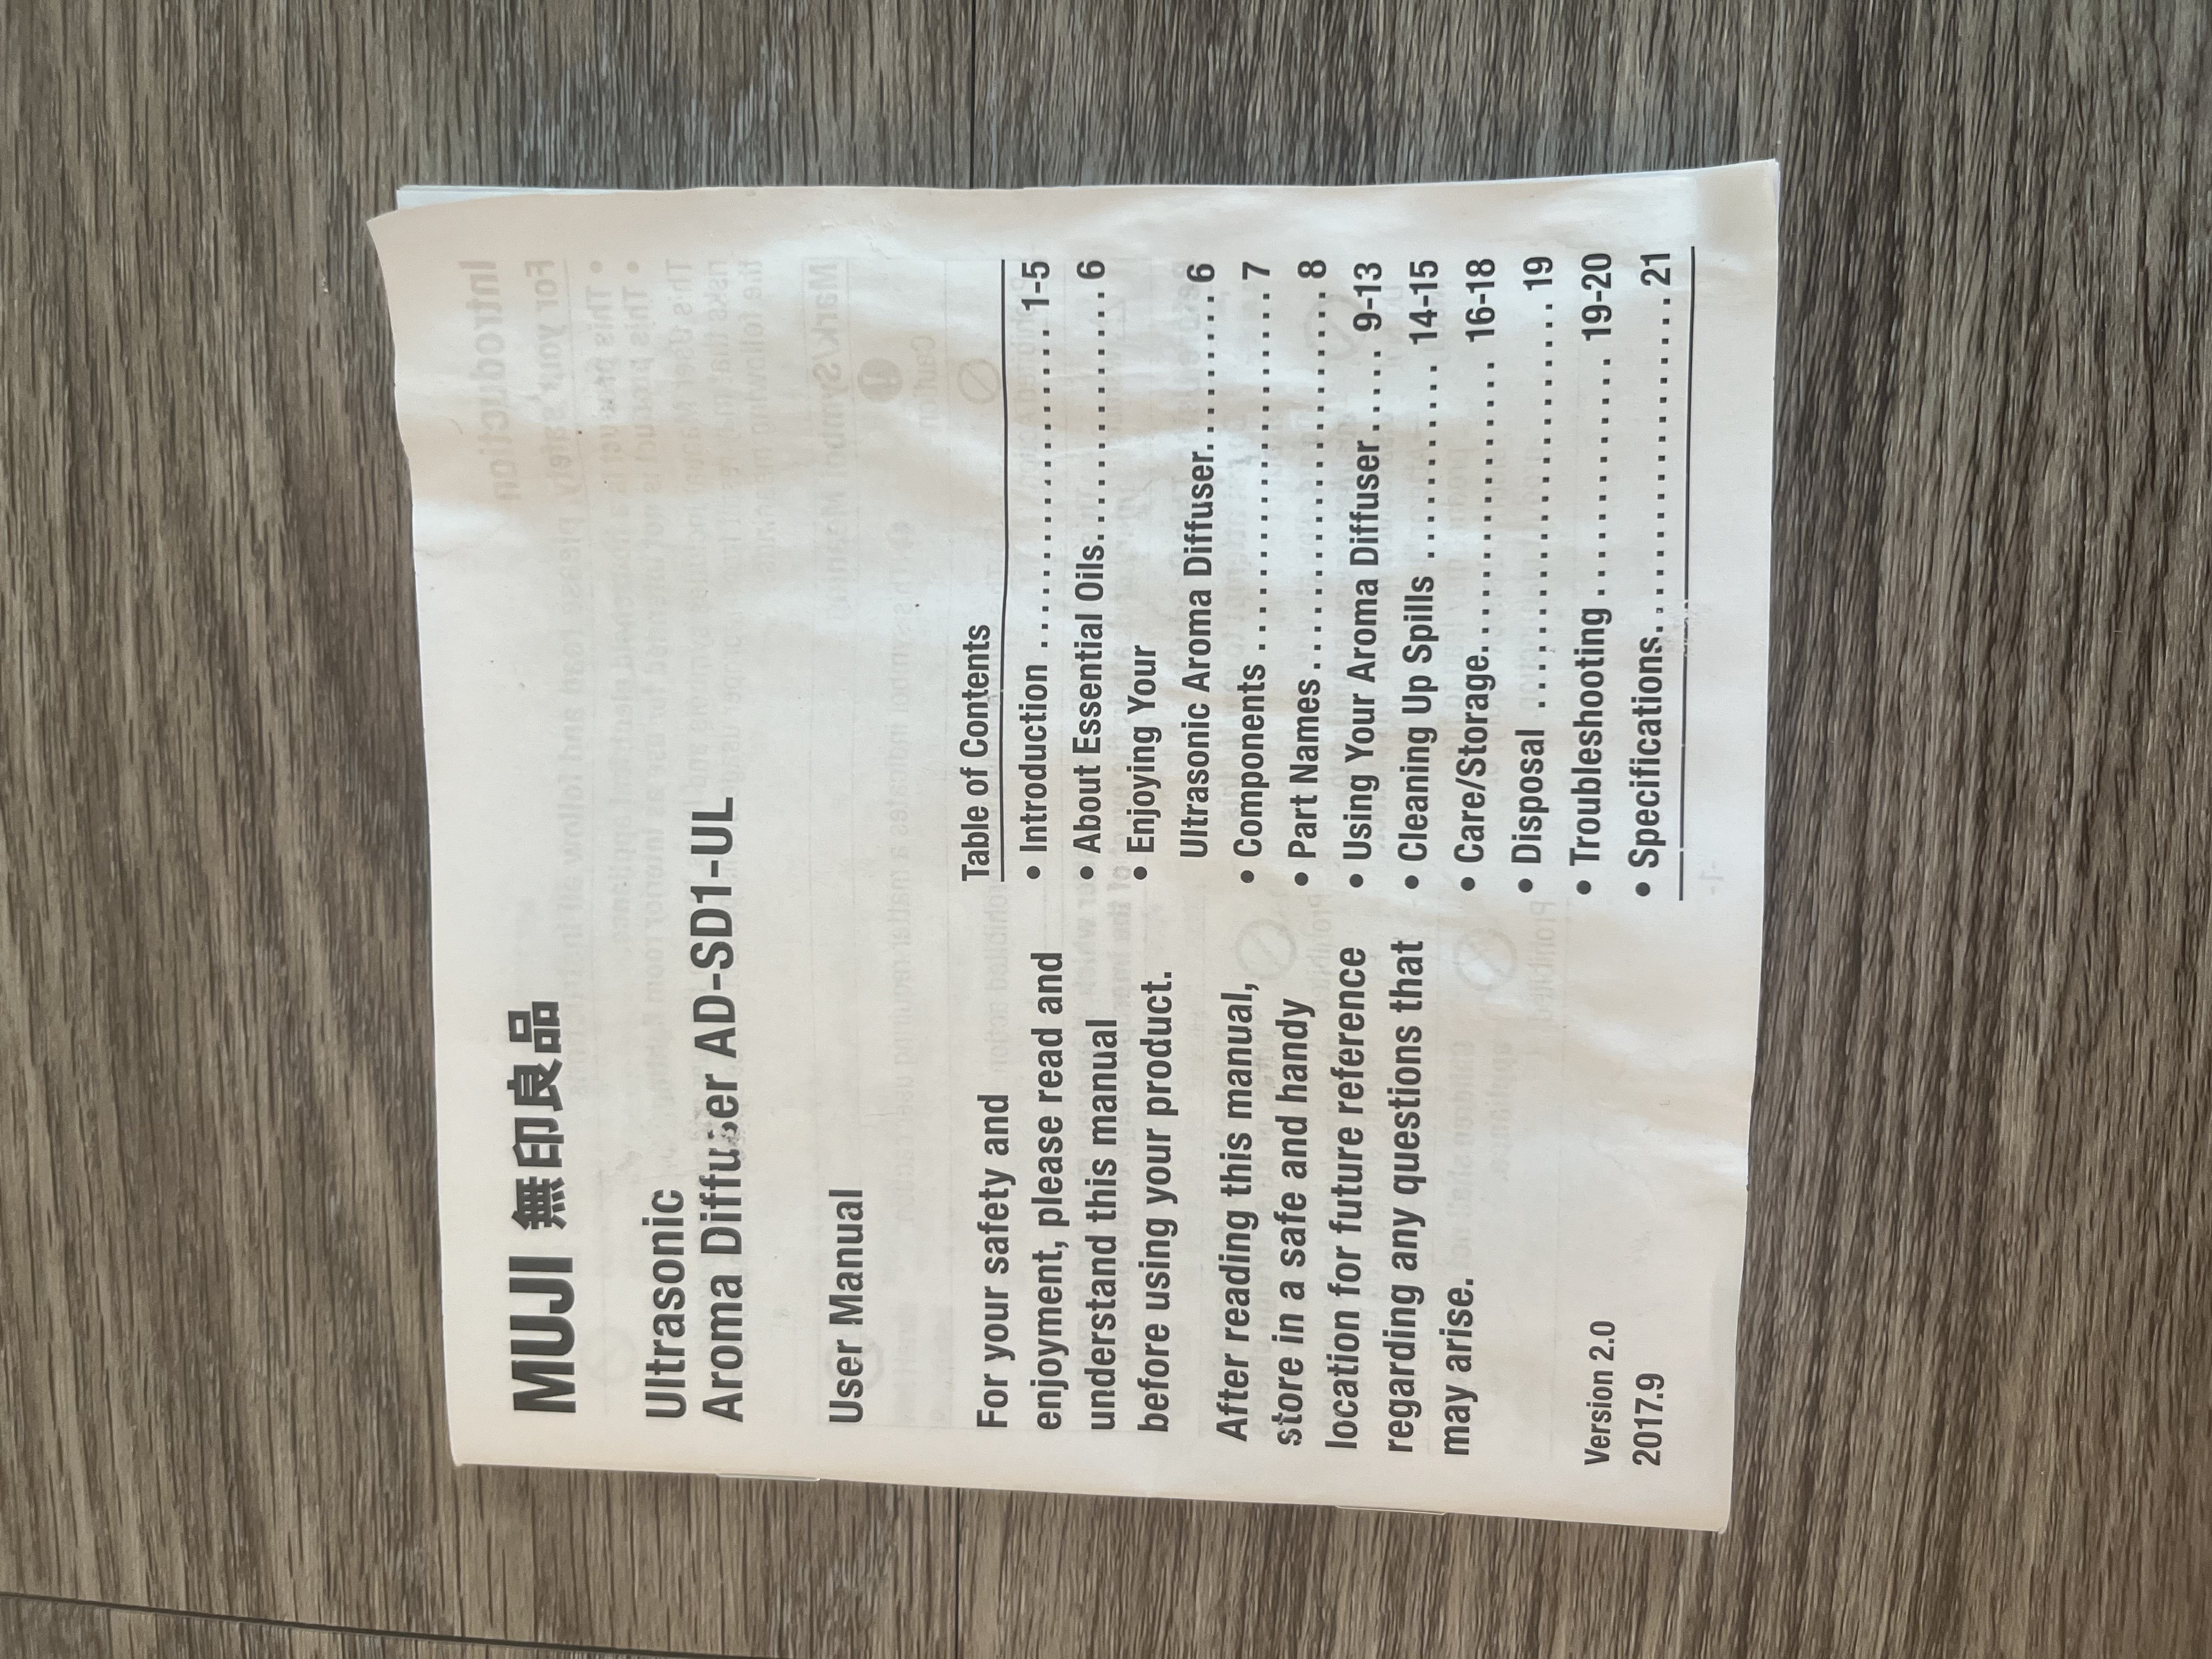 MUJI 無印良品
Ultrasonic
Aroma Diffuser AD-SD1-UL
User Manual
For your safety and
enjoyment, please read and
understand this manual
before using your product.
After reading this manual,
store in a safe and handy
location for future reference
regarding any questions that
may arise.
Version 2.0
2017.9
Table of Contents
• Introduction . . . . . . . . . . . . . . . . . . . . 1-5
• About Essential Oils. . . . . . . . . . . . . . . 6
• Enjoying Your
Ultrasonic Aroma Diffuser. . . . . . . . . . 6
• Components . . . . . . . . . . . . . . . . . . . . . 7
• Part Names . . . . . . . . . . . . . . . . . . . . . . 8
• Using Your Aroma Diffuser . . . . . 9-13
• Cleaning Up Spills . . . . . . . . . . . 14-15
• Care/Storage. . . . . . . . . . . . . . . . 16-18
• Disposal . . . . . . . . . . . . . . . . . . . . . . . 19
• Troubleshooting . . . . . . . . . . . . . 19-20
• Specifications. . . . . . . . . . . . . . . . . . . 21